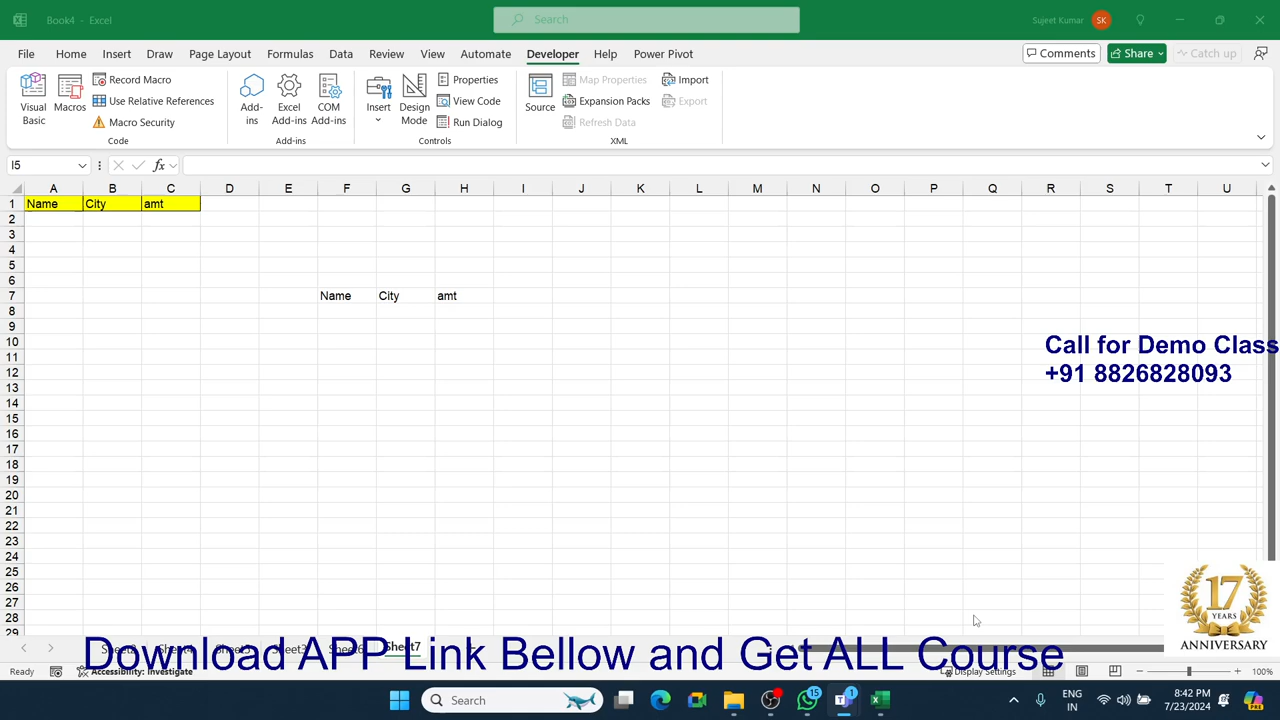 Book4 - Excel
Search
Sujeet Kumar
SK
File Home Insert Draw Page Layout Formulas Data Review View Automate Developer Help Power Pivot
Comments Share Catch up
Visual Basic
Macros
Record Macro
Use Relative References
Macro Security
Code
Add-ins
Excel Add-ins
COM Add-ins
Add-ins
Insert
Design Mode
Properties
View Code
Run Dialog
Controls
Source
Map Properties
Expansion Packs
Refresh Data
Import
Export
XML
I5
fx
A B C D E F G H I J K L M N O P Q R S T U
1 Name City amt
2
3
4
5
6
7 Name City amt
8
9
10
11
12
13
14
15
16
17
18
19
20
21
22
23
24
25
26
27
28
29
Call for Demo Class
+91 8826828093
17
YEARS
ANNIVERSARY
Sheet7
Download APP Link Bellow and Get ALL Course
Ready
Accessibility: Investigate
Display Settings
100%
Search
15
1
ENG
IN
8:42 PM
7/23/2024